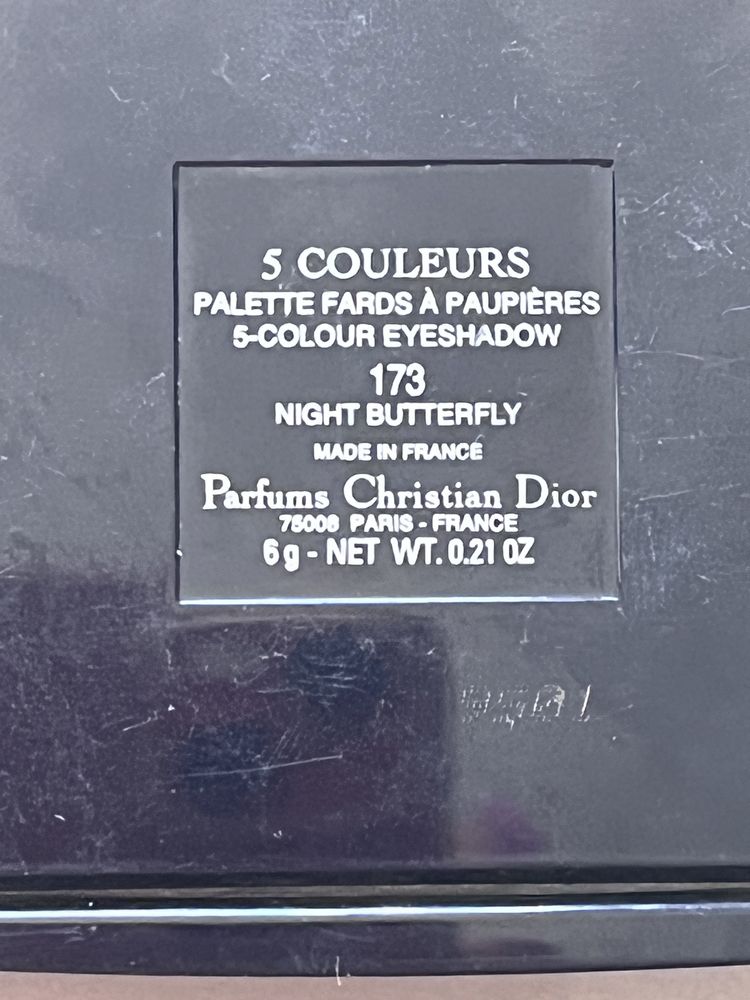 5 COULEURS
PALETTE FARDS À PAUPIÈRES
5-COLOUR EYESHADOW
173
NIGHT BUTTERFLY
MADE IN FRANCE
Parfums Christian Dior
75008 PARIS - FRANCE
6 g - NET WT. 0.21 OZ